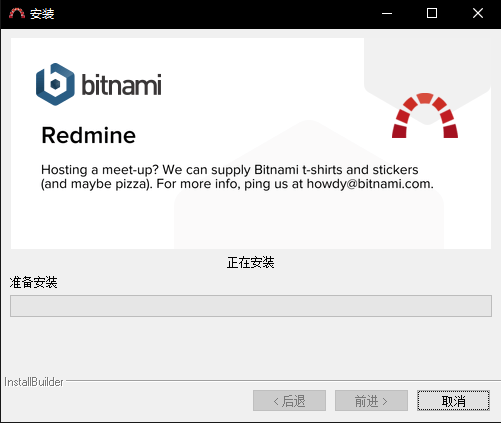 安装
bitnami
Redmine
Hosting a meet-up? We can supply Bitnami t-shirts and stickers
(and maybe pizza). For more info, ping us at howdy@bitnami.com.
正在安装
准备安装
InstallBuilder
< 后退
前进 >
取消